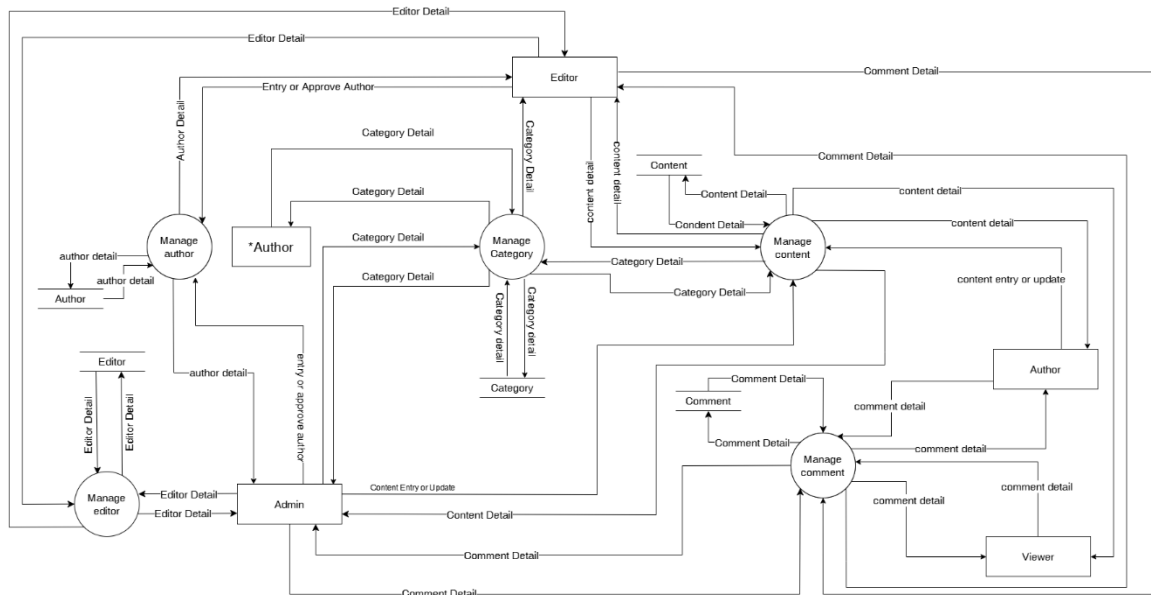 Editor Detail
Editor Detail
Editor
Comment Detail
Entry or Approve Author
Author Detail
Category Detail
Category Detail
content detail
content detail
Comment Detail
Content
Content Detail
content detail
Category Detail
Condent Detail
content detail
*Author
Manage
author
Category Detail
Manage
Category
Manage
content
author detail
author detail
Author
Category Detail
Category Detail
Category Detail
content entry or update
Category detail
Category detail
Category
Editor
author detail
entry or approve author
Comment Detail
Comment
Author
comment detail
Comment Detail
comment detail
Editor Detail
Editor Detail
Manage
comment
Manage
editor
Editor Detail
Editor Detail
Admin
Content Entry or Update
Content Detail
comment detail
comment detail
Comment Detail
Viewer
Comment Detail